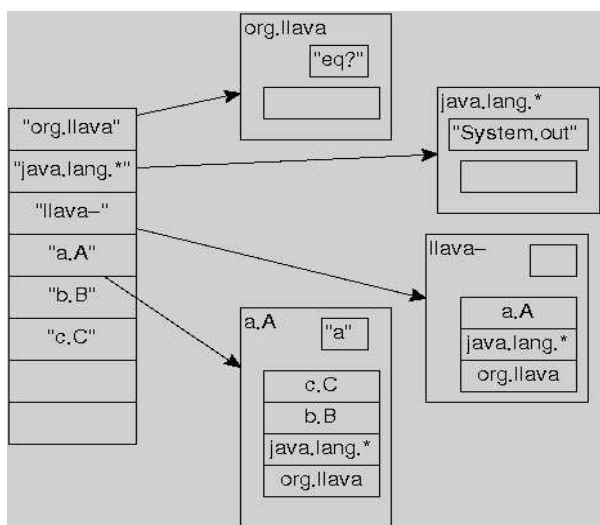 org.llava
"eq?"
"org.llava"
"java.lang.*"
"llava–"
"a.A"
"b.B"
"c.C"
java.lang.*
"System.out"
llava–
a.A
java.lang.*
org.llava
a.A
"a"
c.C
b.B
java.lang.*
org.llava